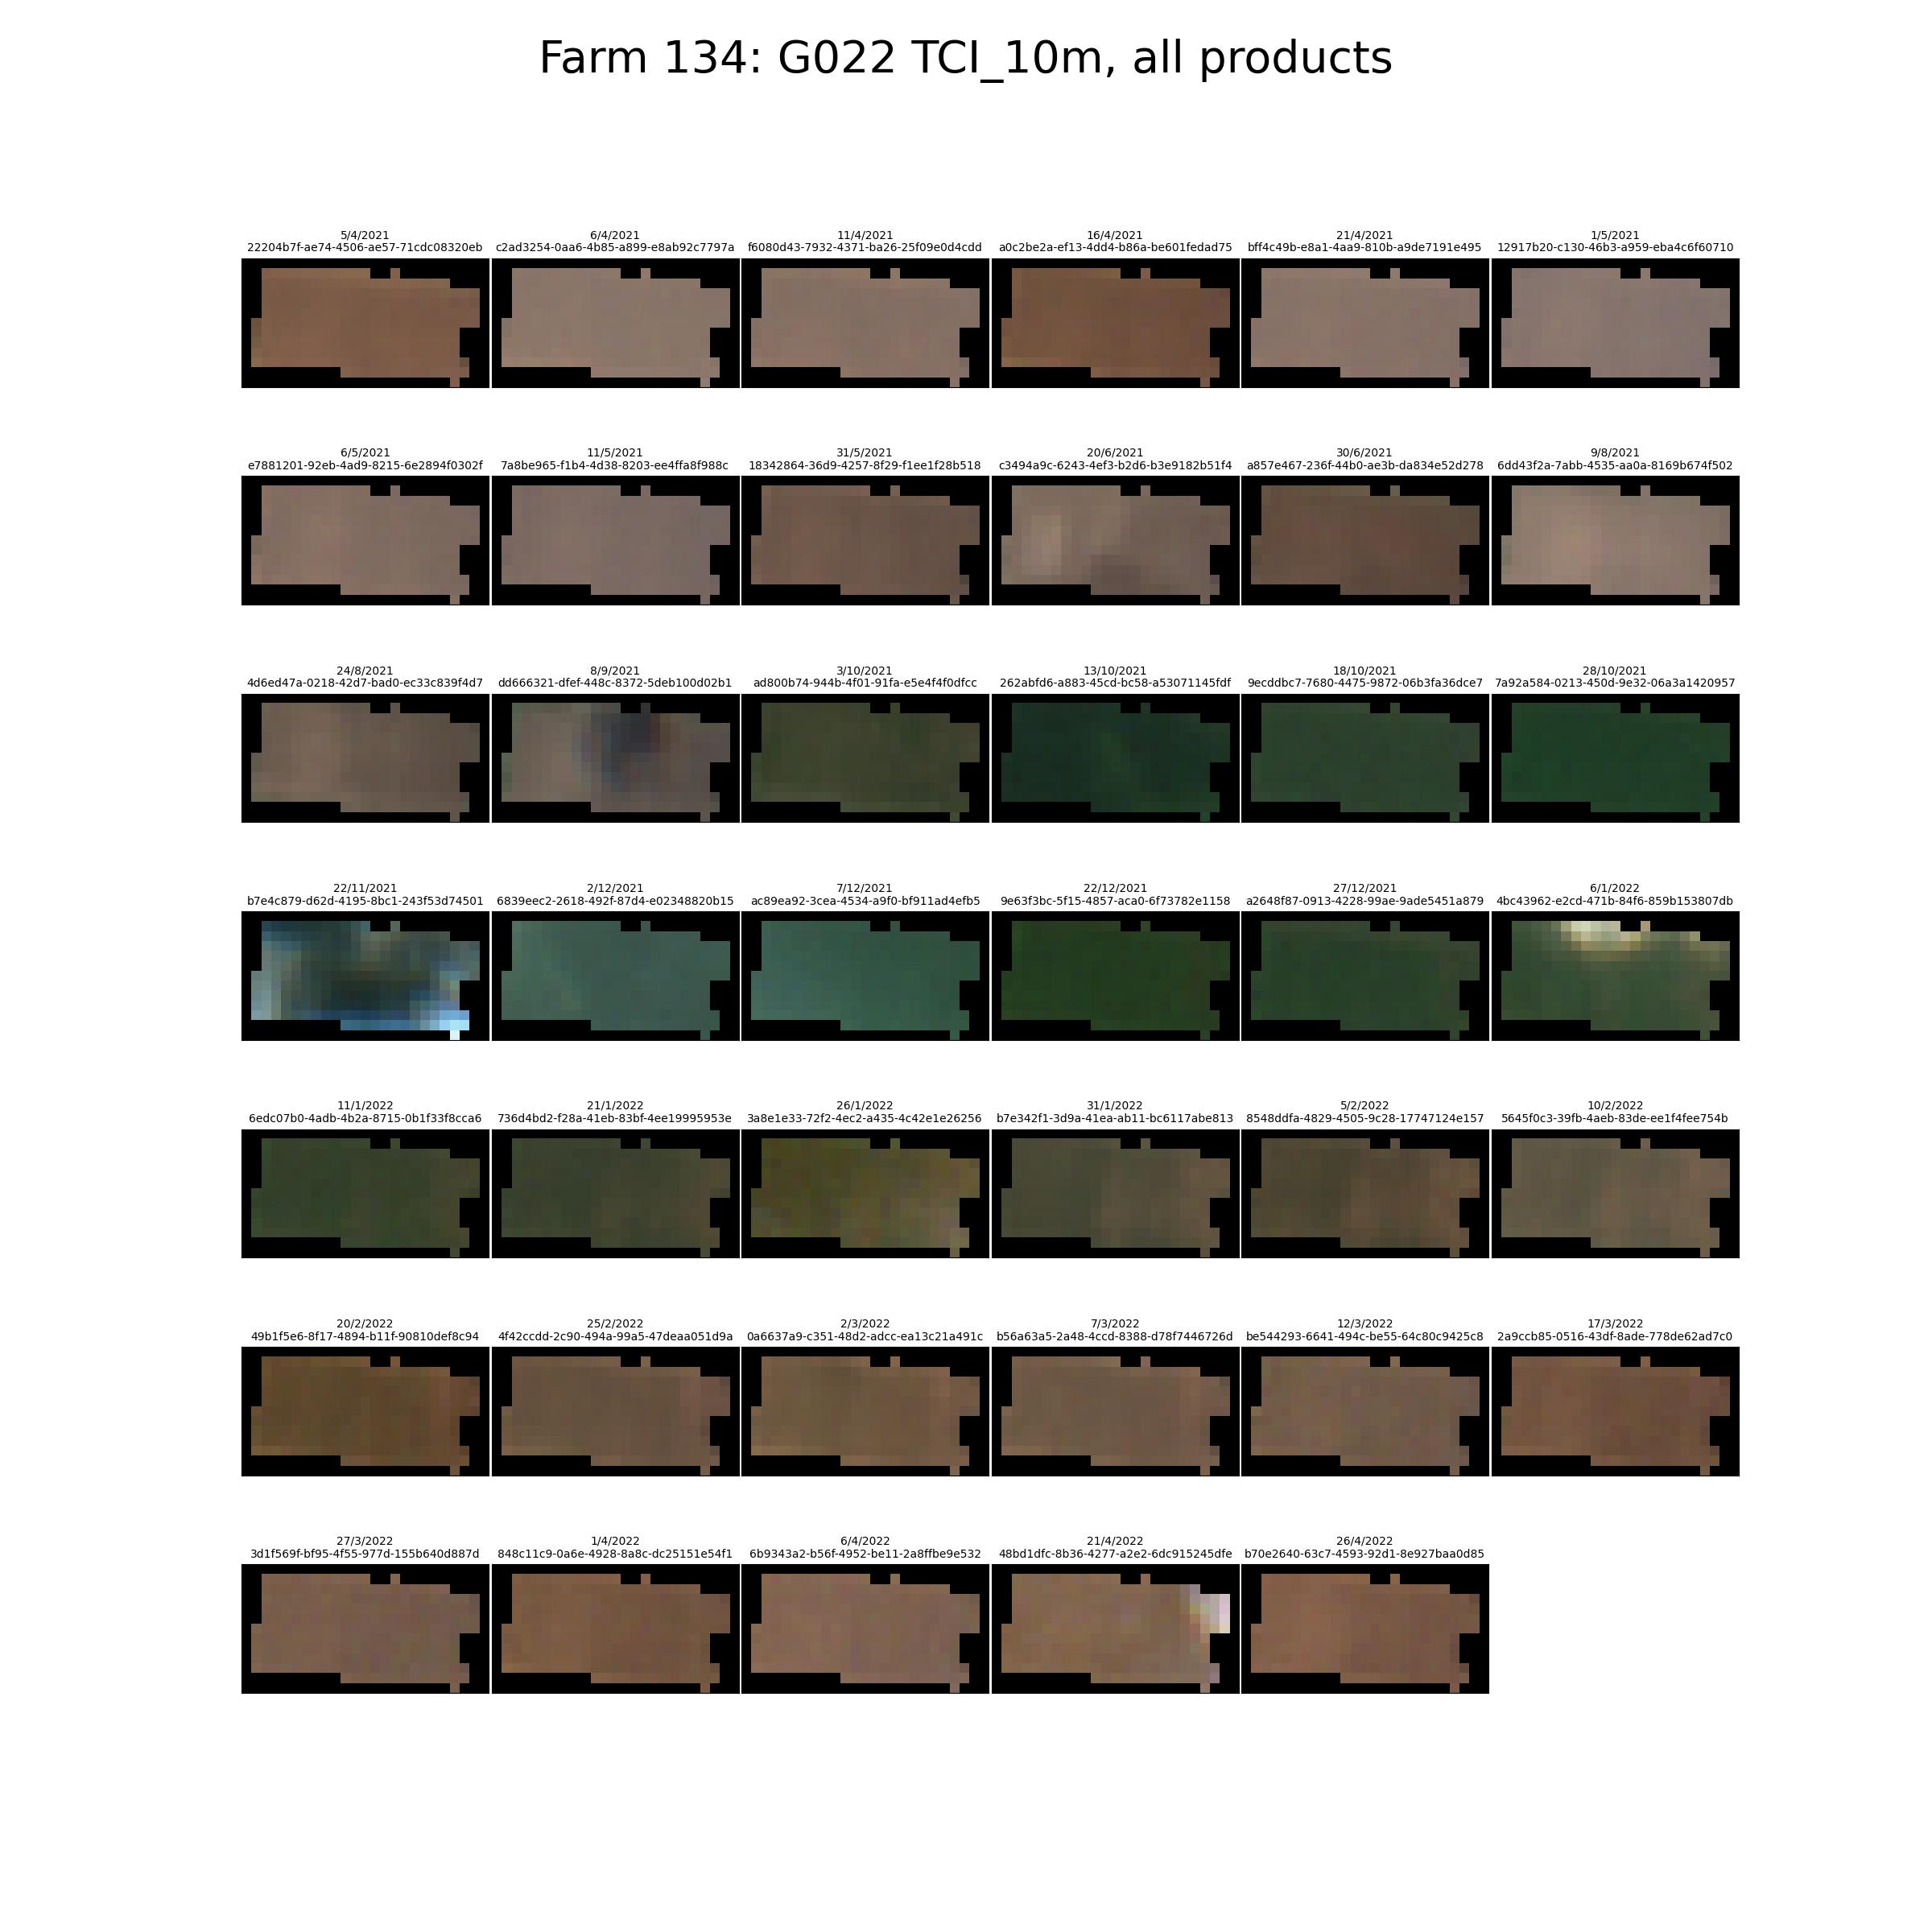 Farm 134: G022 TCI_10m, all products
5/4/2021
22204b7f-ae74-4506-ae57-71cdc08320eb
6/4/2021
c2ad3254-0aa6-4b85-a899-e8ab92c7797a
11/4/2021
f6080d43-7932-4371-ba26-25f09e0d4cdd
16/4/2021
a0c2be2a-ef13-4dd4-b86a-be601fedad75
21/4/2021
bff4c49b-e8a1-4aa9-810b-a9de7191e495
1/5/2021
12917b20-c130-46b3-a959-eba4c6f60710
6/5/2021
e7881201-92eb-4ad9-8215-6e2894f0302f
11/5/2021
7a8be965-f1b4-4d38-8203-ee4ffa8f988c
31/5/2021
18342864-36d9-4257-8f29-f1ee1f28b518
20/6/2021
c3494a9c-6243-4ef3-b2d6-b3e9182b51f4
30/6/2021
a857e467-236f-44b0-ae3b-da834e52d278
9/8/2021
6dd43f2a-7abb-4535-aa0a-8169b674f502
24/8/2021
4d6ed47a-0218-42d7-bad0-ec33c839f4d7
8/9/2021
dd666321-dfef-448c-8372-5deb100d02b1
3/10/2021
ad800b74-944b-4f01-91fa-e5e4f4f0dfcc
13/10/2021
262abfd6-a883-45cd-bc58-a53071145fdf
18/10/2021
9ecddbc7-7680-4475-9872-06b3fa36dce7
28/10/2021
7a92a584-0213-450d-9e32-06a3a1420957
22/11/2021
b7e4c879-d62d-4195-8bc1-243f53d74501
2/12/2021
6839eec2-2618-492f-87d4-e02348820b15
7/12/2021
ac89ea92-3cea-4534-a9f0-bf911ad4efb5
22/12/2021
9e63f3bc-5f15-4857-aca0-6f73782e1158
27/12/2021
a2648f87-0913-4228-99ae-9ade5451a879
6/1/2022
4bc43962-e2cd-471b-84f6-859b153807db
11/1/2022
6edc07b0-4adb-4b2a-8715-0b1f33f8cca6
21/1/2022
736d4bd2-f28a-41eb-83bf-4ee19995953e
26/1/2022
3a8e1e33-72f2-4ec2-a435-4c42e1e26256
31/1/2022
b7e342f1-3d9a-41ea-ab11-bc6117abe813
5/2/2022
8548ddfa-4829-4505-9c28-17747124e157
10/2/2022
5645f0c3-39fb-4aeb-83de-ee1f4fee754b
20/2/2022
49b1f5e6-8f17-4894-b11f-90810def8c94
25/2/2022
4f42ccdd-2c90-494a-99a5-47deaa051d9a
2/3/2022
0a6637a9-c351-48d2-adcc-ea13c21a491c
7/3/2022
b56a63a5-2a48-4ccd-8388-d78f7446726d
12/3/2022
be544293-6641-494c-be55-64c80c9425c8
17/3/2022
2a9ccb85-0516-43df-8ade-778de62ad7c0
27/3/2022
3d1f569f-bf95-4f55-977d-155b640d887d
1/4/2022
848c11c9-0a6e-4928-8a8c-dc25151e54f1
6/4/2022
6b9343a2-b56f-4952-be11-2a8ffbe9e532
21/4/2022
48bd1dfc-8b36-4277-a2e2-6dc915245dfe
26/4/2022
b70e2640-63c7-4593-92d1-8e927baa0d85